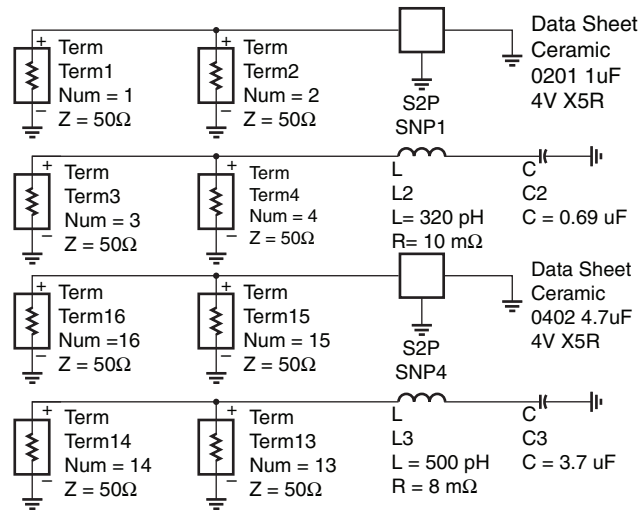 Term
Term1
Num = 1
Z = 50Ω
Term
Term2
Num = 2
Z = 50Ω
S2P
SNP1
Data Sheet
Ceramic
0201 1uF
4V X5R
Term
Term3
Num = 3
Z = 50Ω
Term
Term4
Num = 4
Z = 50Ω
L
L2
L= 320 pH
R= 10 mΩ
C
C2
C = 0.69 uF
Term
Term16
Num =16
Z = 50Ω
Term
Term15
Num = 15
Z = 50Ω
S2P
SNP4
Data Sheet
Ceramic
0402 4.7uF
4V X5R
Term
Term14
Num = 14
Z = 50Ω
Term
Term13
Num = 13
Z = 50Ω
L
L3
L = 500 pH
R = 8 mΩ
C
C3
C = 3.7 uF